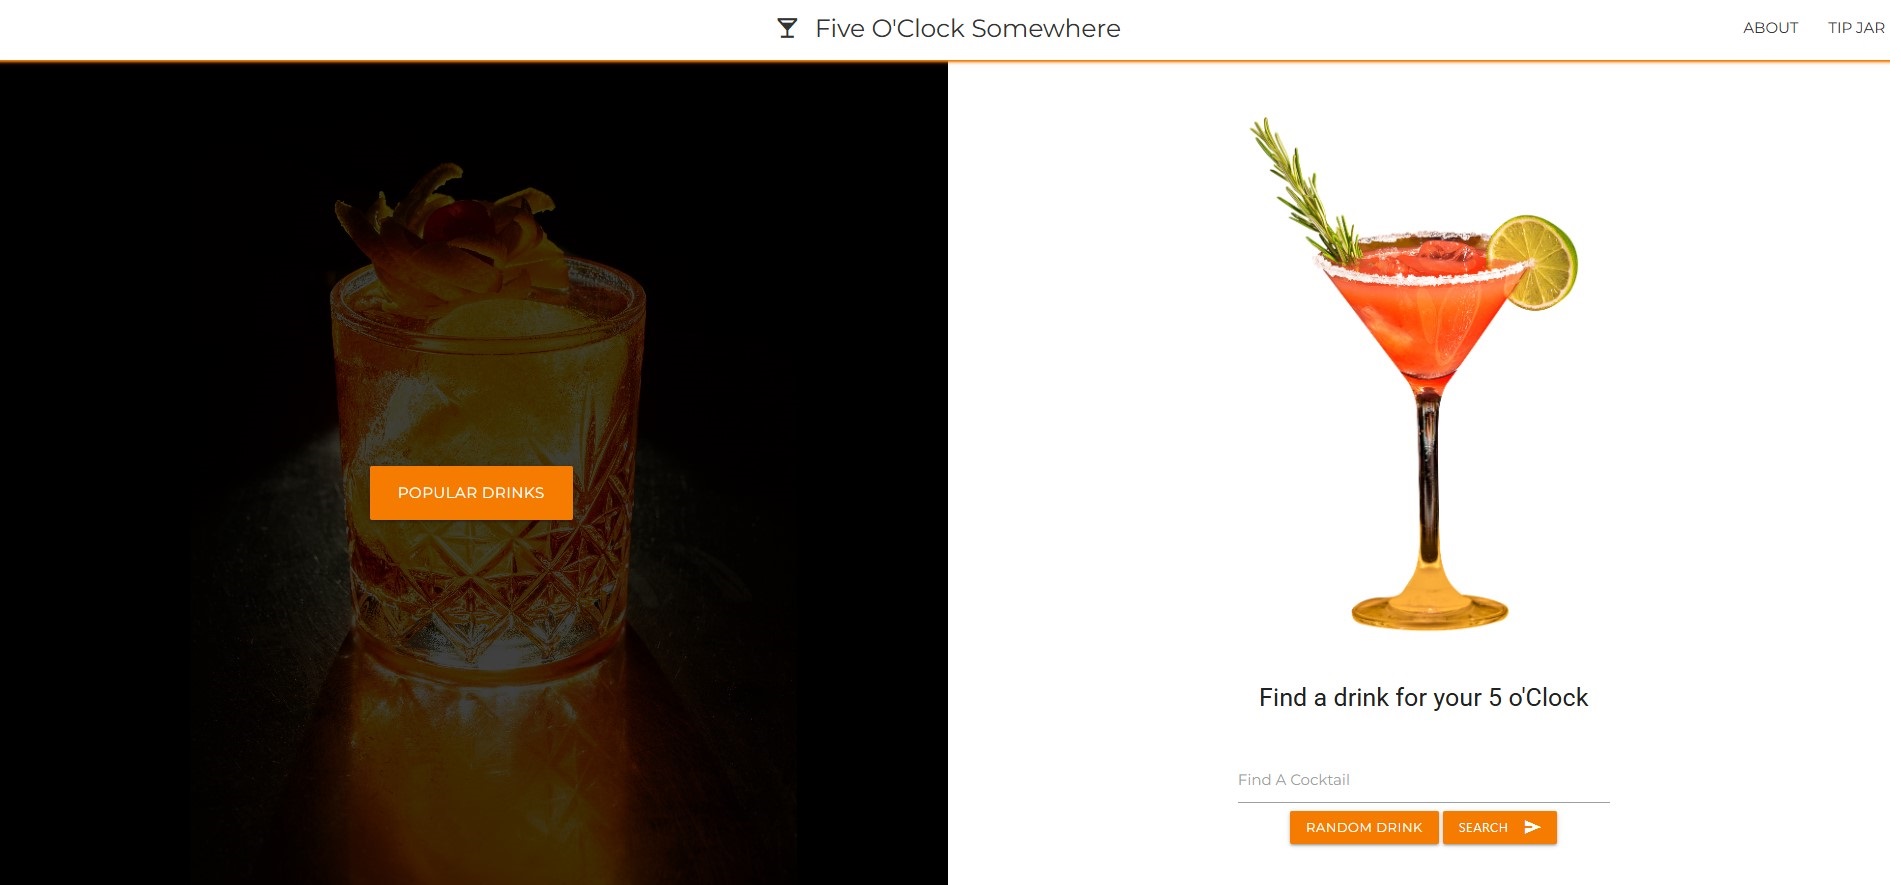 Five O'Clock Somewhere
ABOUT
TIP JAR
POPULAR DRINKS
Find a drink for your 5 o'Clock
Find A Cocktail
RANDOM DRINK
SEARCH